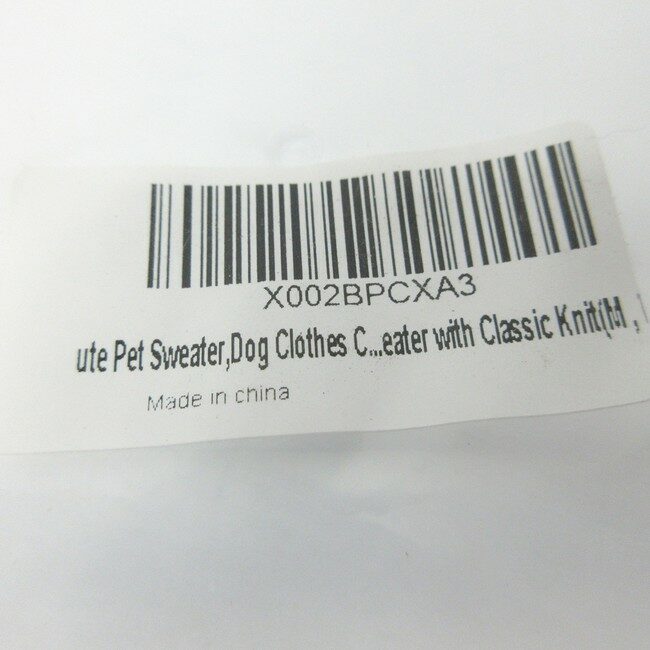 X002BPCXA3
ute Pet Sweater,Dog Clothes C...eater with Classic Knit(M ,
Made in china